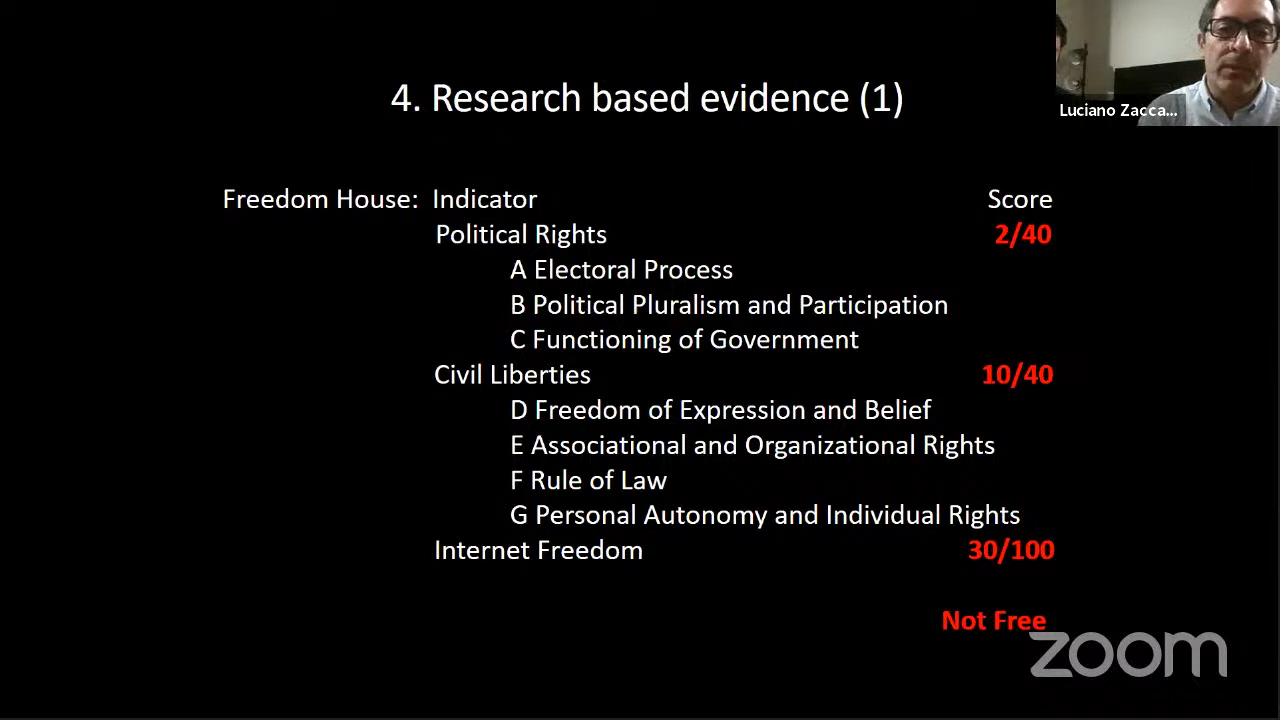 4. Research based evidence (1)
Luciano Zacca...
Freedom House: Indicator Score
Political Rights 2/40
A Electoral Process
B Political Pluralism and Participation
C Functioning of Government
Civil Liberties 10/40
D Freedom of Expression and Belief
E Associational and Organizational Rights
F Rule of Law
G Personal Autonomy and Individual Rights
Internet Freedom 30/100
Not Free
zoom